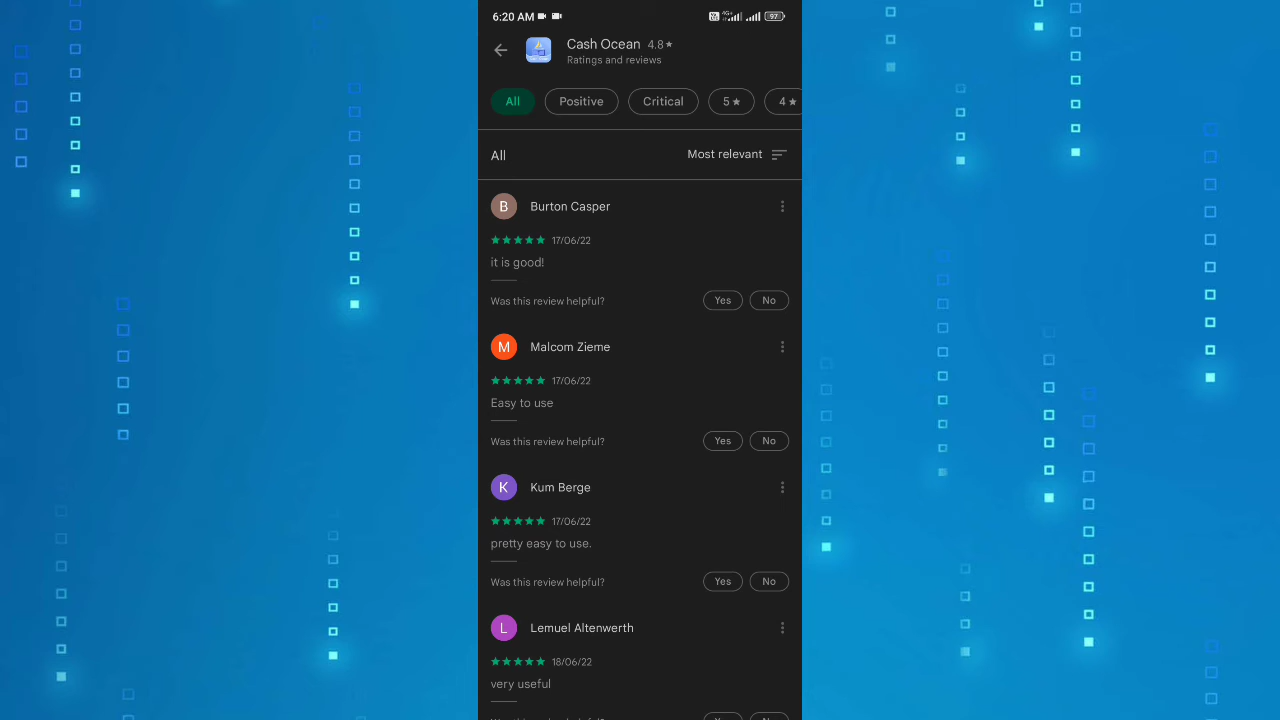 6:20 AM
4G+
97
Cash Ocean 4.8★
Ratings and reviews
All Positive Critical 5★ 4★
All Most relevant
B Burton Casper
17/06/22
it is good!
Was this review helpful? Yes No
M Malcom Zieme
17/06/22
Easy to use
Was this review helpful? Yes No
K Kum Berge
17/06/22
pretty easy to use.
Was this review helpful? Yes No
L Lemuel Altenwerth
18/06/22
very useful